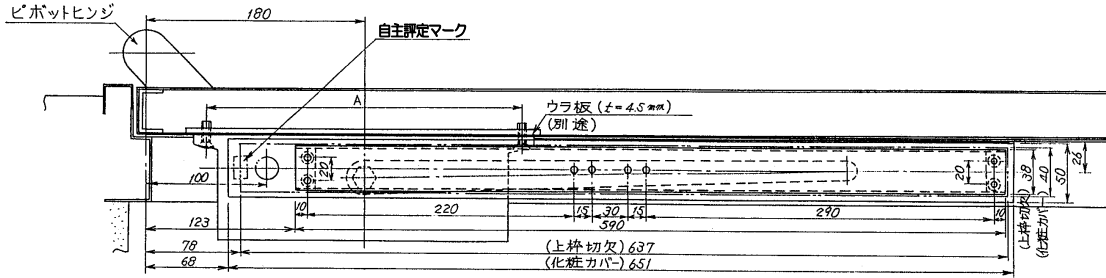 ピボットヒンジ
180
自主評定マーク
A
ウラ板 (t=4.5mm)
(別途)
100
20
20
26
38
40
50
(上枠切欠)
(化粧カバー)
10
220
15
30
15
290
10
123
590
78
(上枠切欠) 637
68
(化粧カバー) 651